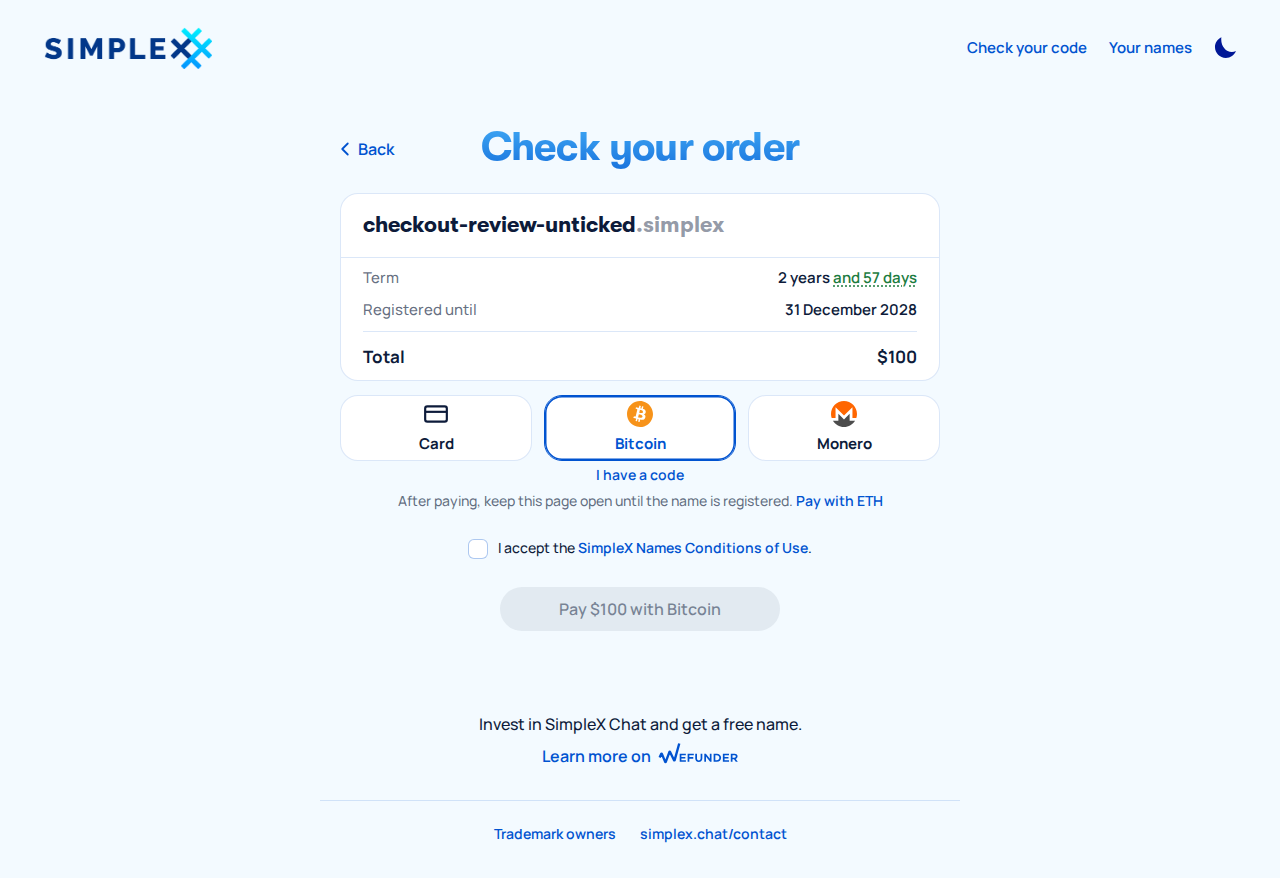 SIMPLEX
Check your code
Your names
Back
Check your order
checkout-review-unticked.simplex
Term
2 years and 57 days
Registered until
31 December 2028
Total
$100
Card
Bitcoin
Monero
I have a code
After paying, keep this page open until the name is registered. Pay with ETH
I accept the SimpleX Names Conditions of Use.
Pay $100 with Bitcoin
Invest in SimpleX Chat and get a free name.
Learn more on WEFUNDER
Trademark owners
simplex.chat/contact